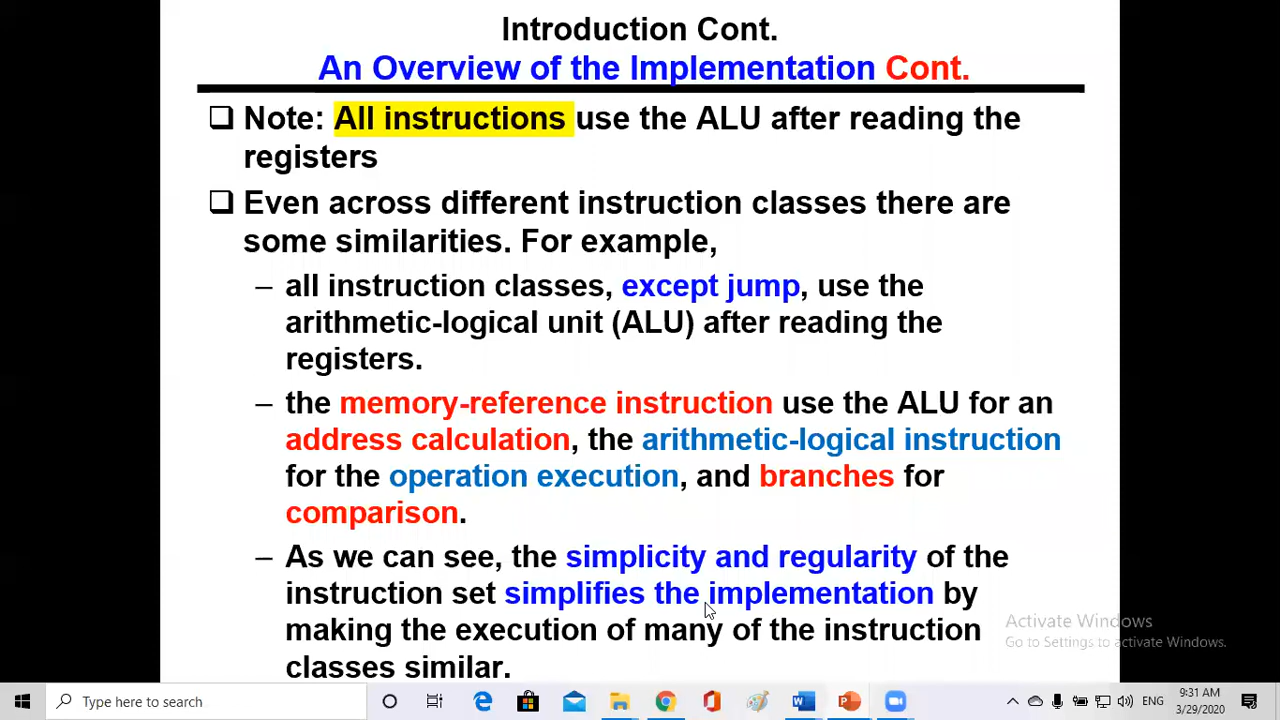 Introduction Cont.
An Overview of the Implementation Cont.
❑ Note: All instructions use the ALU after reading the
registers
❑ Even across different instruction classes there are
some similarities. For example,
– all instruction classes, except jump, use the
arithmetic-logical unit (ALU) after reading the
registers.
– the memory-reference instruction use the ALU for an
address calculation, the arithmetic-logical instruction
for the operation execution, and branches for
comparison.
– As we can see, the simplicity and regularity of the
instruction set simplifies the implementation by
making the execution of many of the instruction
classes similar.
Activate Windows
Go to Settings to activate Windows.
Type here to search
ENG
9:31 AM
3/29/2020